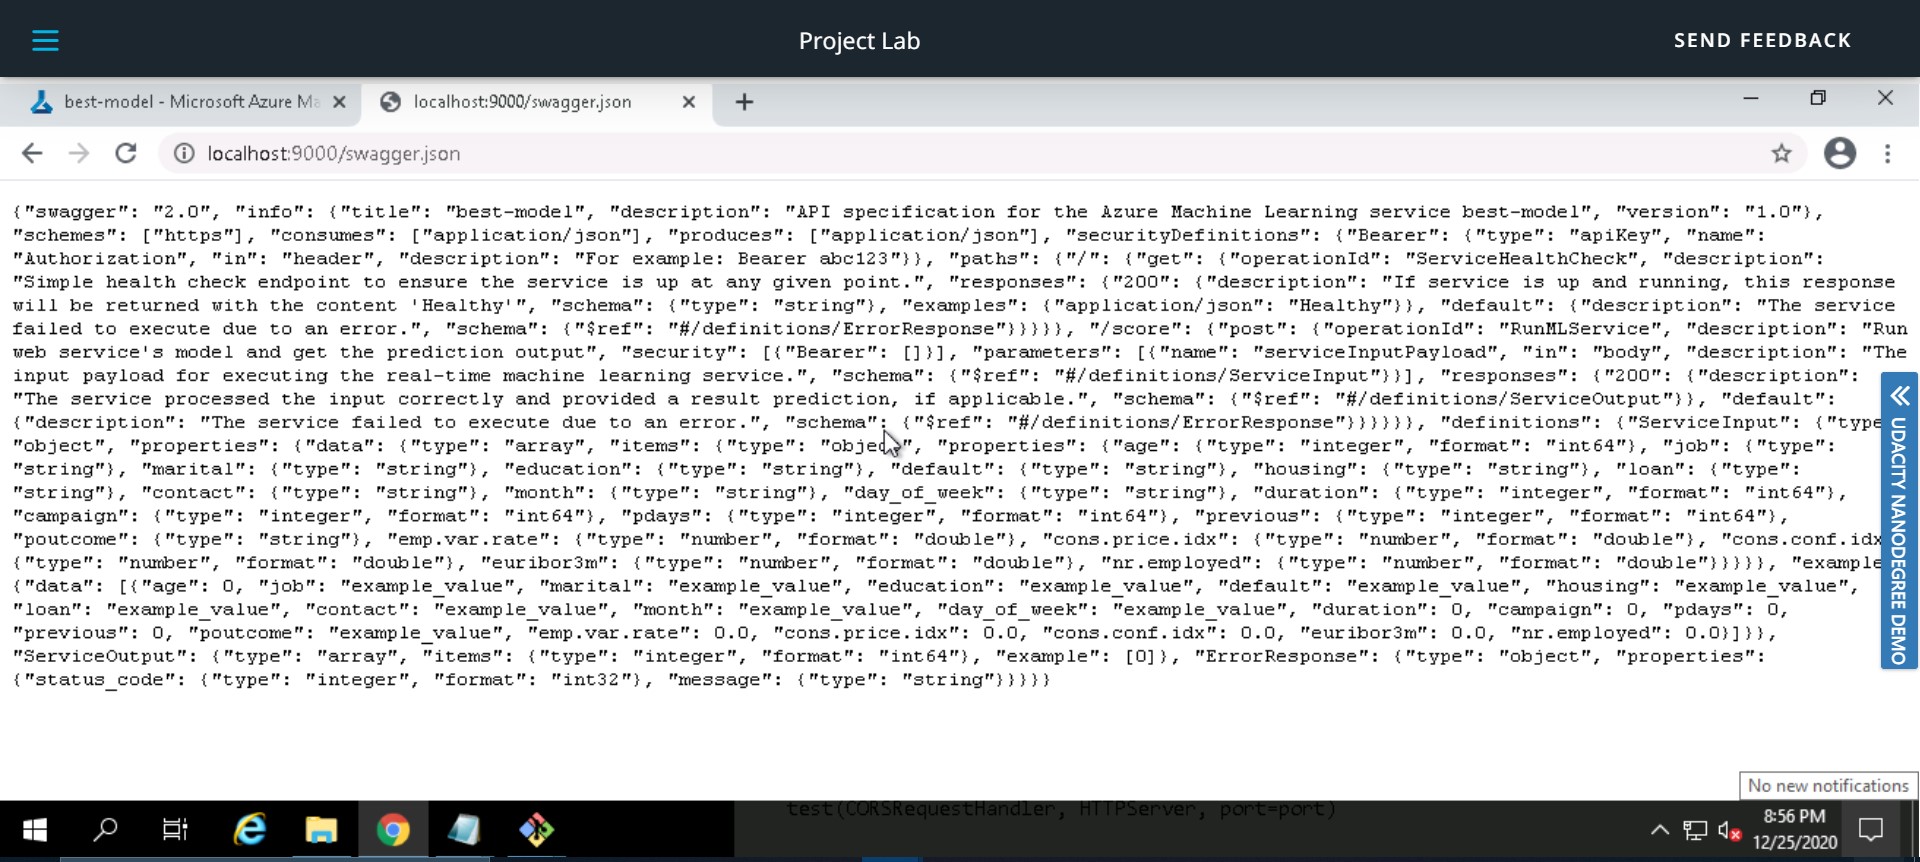 Project Lab
SEND FEEDBACK
best-model - Microsoft Azure Ma
localhost:9000/swagger.json
localhost:9000/swagger.json
{"swagger": "2.0", "info": {"title": "best-model", "description": "API specification for the Azure Machine Learning service best-model", "version": "1.0"},
"schemes": ["https"], "consumes": ["application/json"], "produces": ["application/json"], "securityDefinitions": {"Bearer": {"type": "apiKey", "name":
"Authorization", "in": "header", "description": "For example: Bearer abc123"}}, "paths": {"/": {"get": {"operationId": "ServiceHealthCheck", "description":
"Simple health check endpoint to ensure the service is up at any given point.", "responses": {"200": {"description": "If service is up and running, this response
will be returned with the content 'Healthy'", "schema": {"type": "string"}, "examples": {"application/json": "Healthy"}}, "default": {"description": "The service
failed to execute due to an error.", "schema": {"$ref": "#/definitions/ErrorResponse"}}}}}, "/score": {"post": {"operationId": "RunMLService", "description": "Run
web service's model and get the prediction output", "security": [{"Bearer": []}], "parameters": [{"name": "serviceInputPayload", "in": "body", "description": "The
input payload for executing the real-time machine learning service.", "schema": {"$ref": "#/definitions/ServiceInput"}}], "responses": {"200": {"description":
"The service processed the input correctly and provided a result prediction, if applicable.", "schema": {"$ref": "#/definitions/ServiceOutput"}}, "default":
{"description": "The service failed to execute due to an error.", "schema": {"$ref": "#/definitions/ErrorResponse"}}}}}}, "definitions": {"ServiceInput": {"type
"object", "properties": {"data": {"type": "array", "items": {"type": "object", "properties": {"age": {"type": "integer", "format": "int64"}, "job": {"type":
"string"}, "marital": {"type": "string"}, "education": {"type": "string"}, "default": {"type": "string"}, "housing": {"type": "string"}, "loan": {"type":
"string"}, "contact": {"type": "string"}, "month": {"type": "string"}, "day_of_week": {"type": "string"}, "duration": {"type": "integer", "format": "int64"},
"campaign": {"type": "integer", "format": "int64"}, "pdays": {"type": "integer", "format": "int64"}, "previous": {"type": "integer", "format": "int64"},
"poutcome": {"type": "string"}, "emp.var.rate": {"type": "number", "format": "double"}, "cons.price.idx": {"type": "number", "format": "double"}, "cons.conf.idx
{"type": "number", "format": "double"}, "euribor3m": {"type": "number", "format": "double"}, "nr.employed": {"type": "number", "format": "double"}}}}}, "example
{"data": [{"age": 0, "job": "example_value", "marital": "example_value", "education": "example_value", "default": "example_value", "housing": "example_value",
"loan": "example_value", "contact": "example_value", "month": "example_value", "day_of_week": "example_value", "duration": 0, "campaign": 0, "pdays": 0,
"previous": 0, "poutcome": "example_value", "emp.var.rate": 0.0, "cons.price.idx": 0.0, "cons.conf.idx": 0.0, "euribor3m": 0.0, "nr.employed": 0.0}]}},
"ServiceOutput": {"type": "array", "items": {"type": "integer", "format": "int64"}, "example": [0]}, "ErrorResponse": {"type": "object", "properties":
{"status_code": {"type": "integer", "format": "int32"}, "message": {"type": "string"}}}}}
UDACITY NANODEGREE DEMO
No new notifications
test(CORSRequestHandler, HTTPServer, port=port)
8:56 PM
12/25/2020